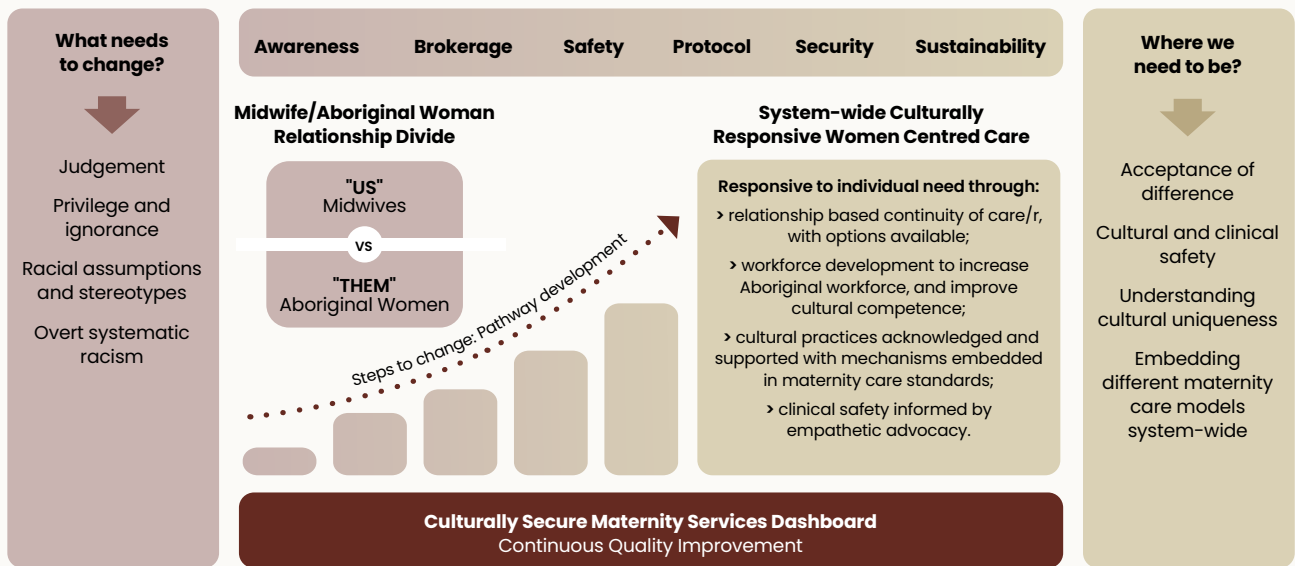 What needs
to change?
Judgement
Privilege and
ignorance
Racial assumptions
and stereotypes
Overt systematic
racism
Awareness Brokerage Safety Protocol Security Sustainability
Midwife/Aboriginal Woman
Relationship Divide
"US"
Midwives
VS
"THEM"
Aboriginal Women
Steps to change: Pathway development
System-wide Culturally
Responsive Women Centred Care
Responsive to individual need through:
> relationship based continuity of care/r,
with options available;
> workforce development to increase
Aboriginal workforce, and improve
cultural competence;
> cultural practices acknowledged and
supported with mechanisms embedded
in maternity care standards;
> clinical safety informed by
empathetic advocacy.
Culturally Secure Maternity Services Dashboard
Continuous Quality Improvement
Where we
need to be?
Acceptance of
difference
Cultural and clinical
safety
Understanding
cultural uniqueness
Embedding
different maternity
care models
system-wide